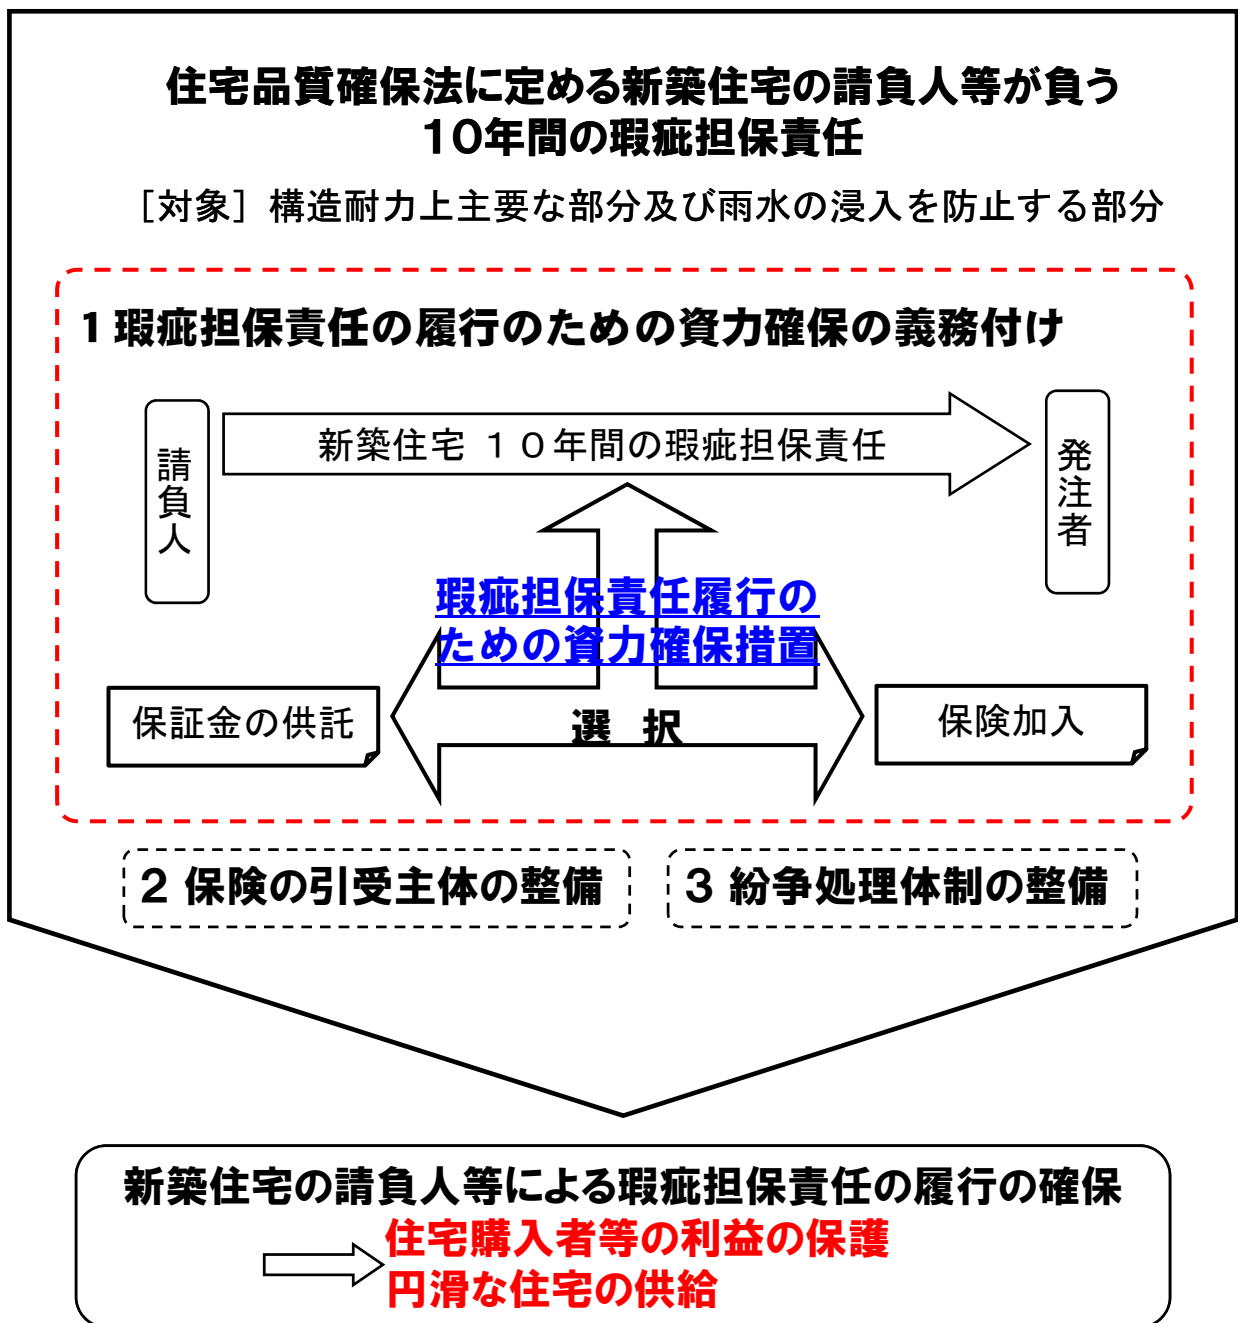 住宅品質確保法に定める新築住宅の請負人等が負う
10年間の瑕疵担保責任
［対象］構造耐力上主要な部分及び雨水の浸入を防止する部分
1 瑕疵担保責任の履行のための資力確保の義務付け
請負人
新築住宅 １０年間の瑕疵担保責任
発注者
瑕疵担保責任履行の
ための資力確保措置
保証金の供託
選 択
保険加入
2 保険の引受主体の整備
3 紛争処理体制の整備
新築住宅の請負人等による瑕疵担保責任の履行の確保
住宅購入者等の利益の保護
円滑な住宅の供給